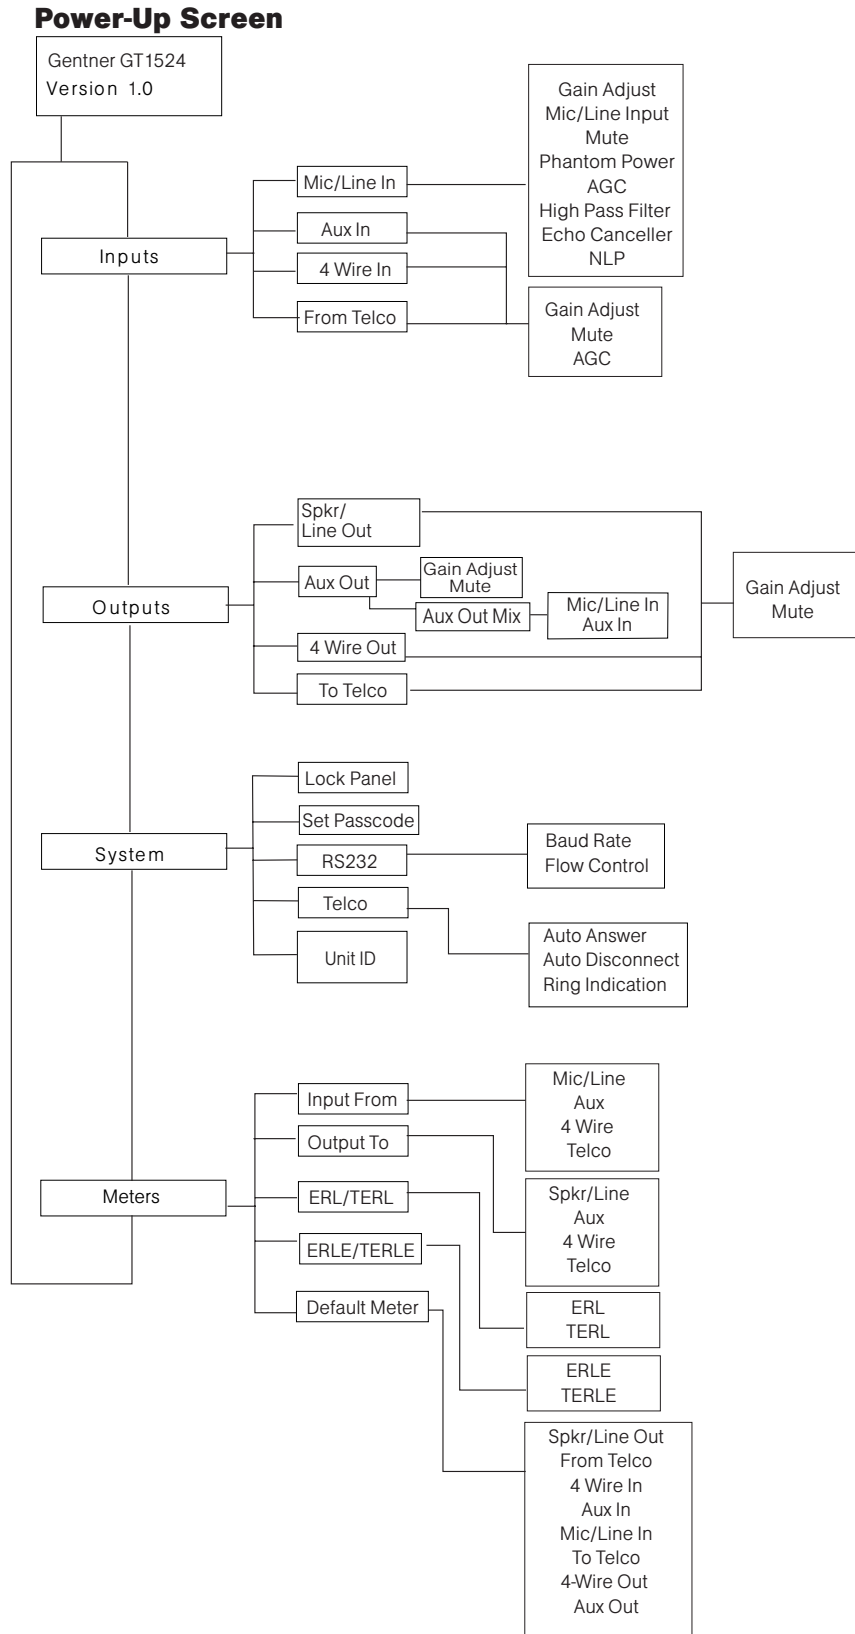 Power-Up Screen
Gentner GT1524
Version 1.0
Inputs
Mic/Line In
Aux In
4 Wire In
From Telco
Gain Adjust
Mic/Line Input
Mute
Phantom Power
AGC
High Pass Filter
Echo Canceller
NLP
Gain Adjust
Mute
AGC
Outputs
Spkr/
Line Out
Aux Out
Gain Adjust
Mute
Aux Out Mix
Mic/Line In
Aux In
4 Wire Out
To Telco
Gain Adjust
Mute
System
Lock Panel
Set Passcode
RS232
Telco
Unit ID
Baud Rate
Flow Control
Auto Answer
Auto Disconnect
Ring Indication
Meters
Input From
Output To
ERL/TERL
ERLE/TERLE
Default Meter
Mic/Line
Aux
4 Wire
Telco
Spkr/Line
Aux
4 Wire
Telco
ERL
TERL
ERLE
TERLE
Spkr/Line Out
From Telco
4 Wire In
Aux In
Mic/Line In
To Telco
4-Wire Out
Aux Out